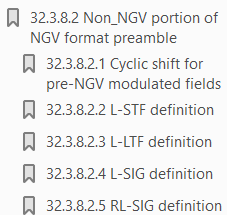 32.3.8.2 Non_NGV portion of
NGV format preamble
32.3.8.2.1 Cyclic shift for
pre-NGV modulated fields
32.3.8.2.2 L-STF definition
32.3.8.2.3 L-LTF definition
32.3.8.2.4 L-SIG definition
32.3.8.2.5 RL-SIG definition